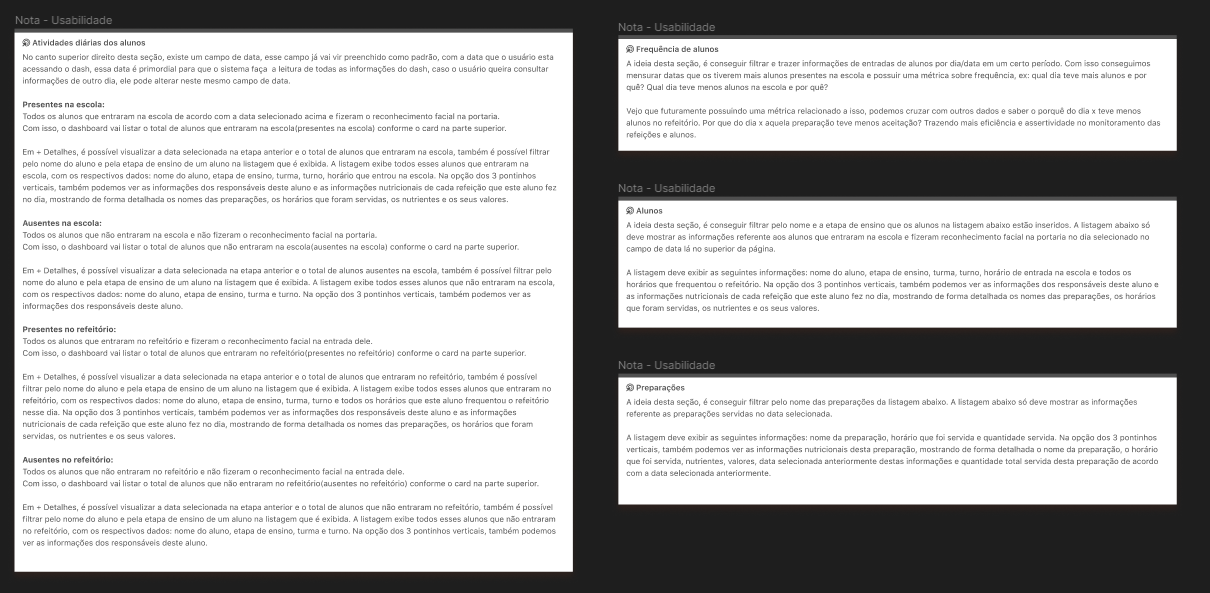 Nota - Usabilidade
Atividades diárias dos alunos
No canto superior direito desta seção, existe um campo de data, esse campo já vai vir preenchido como padrão, com a data que o usuário esta
acessando o dash, essa data é primordial para que o sistema faça a leitura de todas as informações do dash, caso o usuário queira consultar
informações de outro dia, ele pode alterar neste mesmo campo de data.
Presentes na escola:
Todos os alunos que entraram na escola de acordo com a data selecionado acima e fizeram o reconhecimento facial na portaria.
Com isso, o dashboard vai listar o total de alunos que entraram na escola(presentes na escola) conforme o card na parte superior.
Em + Detalhes, é possível visualizar a data selecionada na etapa anterior e o total de alunos que entraram na escola, também é possível filtrar
pelo nome do aluno e pela etapa de ensino de um aluno na listagem que é exibida. A listagem exibe todos esses alunos que entraram na
escola, com os respectivos dados: nome do aluno, etapa de ensino, turma, turno, horário que entrou na escola. Na opção dos 3 pontinhos
verticais, também podemos ver as informações dos responsáveis deste aluno e as informações nutricionais de cada refeição que este aluno fez
no dia, mostrando de forma detalhada os nomes das preparações, os horários que foram servidas, os nutrientes e os seus valores.
Ausentes na escola:
Todos os alunos que não entraram na escola e não fizeram o reconhecimento facial na portaria.
Com isso, o dashboard vai listar o total de alunos que não entraram na escola(ausentes na escola) conforme o card na parte superior.
Em + Detalhes, é possível visualizar a data selecionada na etapa anterior e o total de alunos ausentes na escola, também é possível filtrar pelo
nome do aluno e pela etapa de ensino de um aluno na listagem que é exibida. A listagem exibe todos esses alunos que não entraram na escola,
com os respectivos dados: nome do aluno, etapa de ensino, turma e turno. Na opção dos 3 pontinhos verticais, também podemos ver as
informações dos responsáveis deste aluno.
Presentes no refeitório:
Todos os alunos que entraram no refeitório e fizeram o reconhecimento facial na entrada dele.
Com isso, o dashboard vai listar o total de alunos que entraram no refeitório(presentes no refeitório) conforme o card na parte superior.
Em + Detalhes, é possível visualizar a data selecionada na etapa anterior e o total de alunos que entraram no refeitório, também é possível
filtrar pelo nome do aluno e pela etapa de ensino de um aluno na listagem que é exibida. A listagem exibe todos esses alunos que entraram no
refeitório, com os respectivos dados: nome do aluno, etapa de ensino, turma, turno e todos os horários que este aluno frequentou o refeitório
nesse dia. Na opção dos 3 pontinhos verticais, também podemos ver as informações dos responsáveis deste aluno e as informações
nutricionais de cada refeição que este aluno fez no dia, mostrando de forma detalhada os nomes das preparações, os horários que foram
servidas, os nutrientes e os seus valores.
Ausentes no refeitório:
Todos os alunos que não entraram no refeitório e não fizeram o reconhecimento facial na entrada dele.
Com isso, o dashboard vai listar o total de alunos que não entraram no refeitório(ausentes no refeitório) conforme o card na parte superior.
Em + Detalhes, é possível visualizar a data selecionada na etapa anterior e o total de alunos que não entraram no refeitório, também é possível
filtrar pelo nome do aluno e pela etapa de ensino de um aluno na listagem que é exibida. A listagem exibe todos esses alunos que não entraram
no refeitório, com os respectivos dados: nome do aluno, etapa de ensino, turma e turno. Na opção dos 3 pontinhos verticais, também podemos
ver as informações dos responsáveis deste aluno.
Nota - Usabilidade
Frequência de alunos
A ideia desta seção, é conseguir filtrar e trazer informações de entradas de alunos por dia/data em um certo período. Com isso conseguimos
mensurar datas que os tiverem mais alunos presentes na escola e possuir uma métrica sobre frequência, ex: qual dia teve mais alunos e por
quê? Qual dia teve menos alunos na escola e por quê?
Vejo que futuramente possuindo uma métrica relacionado a isso, podemos cruzar com outros dados e saber o porquê do dia x teve menos
alunos no refeitório. Por que do dia x aquela preparação teve menos aceitação? Trazendo mais eficiência e assertividade no monitoramento das
refeições e alunos.
Nota - Usabilidade
Alunos
A ideia desta seção, é conseguir filtrar pelo nome e a etapa de ensino que os alunos na listagem abaixo estão inseridos. A listagem abaixo só
deve mostrar as informações referente aos alunos que entraram na escola e fizeram reconhecimento facial na portaria no dia selecionado no
campo de data lá no superior da página.
A listagem deve exibir as seguintes informações: nome do aluno, etapa de ensino, turma, turno, horário de entrada na escola e todos os
horários que frequentou o refeitório. Na opção dos 3 pontinhos verticais, também podemos ver as informações dos responsáveis deste aluno e
as informações nutricionais de cada refeição que este aluno fez no dia, mostrando de forma detalhada os nomes das preparações, os horários
que foram servidas, os nutrientes e os seus valores.
Nota - Usabilidade
Preparações
A ideia desta seção, é conseguir filtrar pelo nome das preparações da listagem abaixo. A listagem abaixo só deve mostrar as informações
referente as preparações servidas na data selecionada.
A listagem deve exibir as seguintes informações: nome da preparação, horário que foi servida e quantidade servida. Na opção dos 3 pontinhos
verticais, também podemos ver as informações nutricionais desta preparação, mostrando de forma detalhada o nome da preparação, o horário
que foi servida, nutrientes, valores, data selecionada anteriormente destas informações e quantidade total servida desta preparação de acordo
com a data selecionada anteriormente.